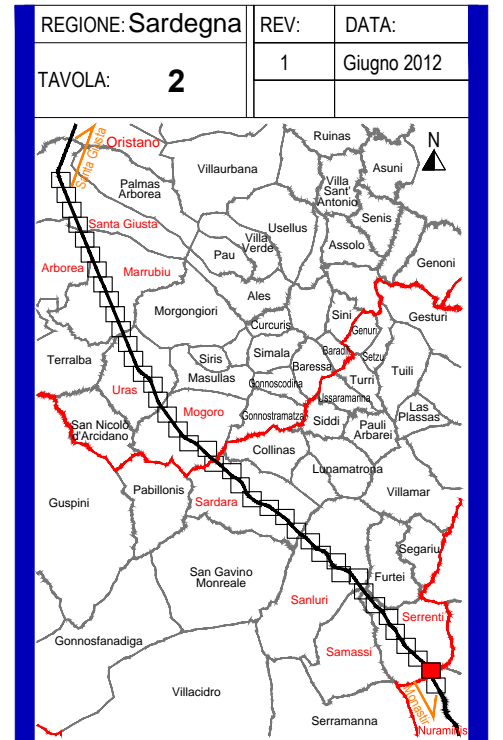 REGIONE: Sardegna
REV:
DATA:
TAVOLA: 2
1
Giugno 2012
N
Ruinas
Oristano
Santa Giusta
Villaurbana
Asuni
Palmas
Arborea
Villa
Sant'
Antonio
Senis
Santa Giusta
Usellus
Villa
Verde
Assolo
Pau
Genoni
Arborea
Marrubiu
Ales
Morgongiori
Sini
Gesturi
Curcuris
Genuri
Terralba
Siris
Simala
Baradili
Setzu
Masullas
Baressa
Tuili
Uras
Gonnoscodina
Turri
Mogoro
Ussaramanna
Gonnostramatza
Siddi
Las
Plassas
San Nicolò
d'Arcidano
Pauli
Arbarei
Collinas
Lunamatrona
Pabillonis
Villamar
Guspini
Sardara
Segariu
San Gavino
Monreale
Furtei
Sanluri
Serrenti
Gonnosfanadiga
Samassi
Villacidro
Monastir
Serramanna
Nuraminis